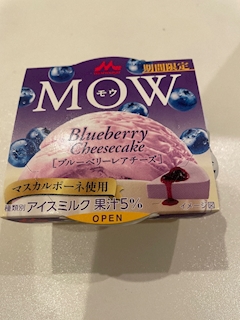 期間限定
MOW
モウ
Blueberry
Cheesecake
[ブルーベリーレアチーズ]
マスカルポーネ使用
種類別 アイスミルク 果汁5%
イメージ図
OPEN